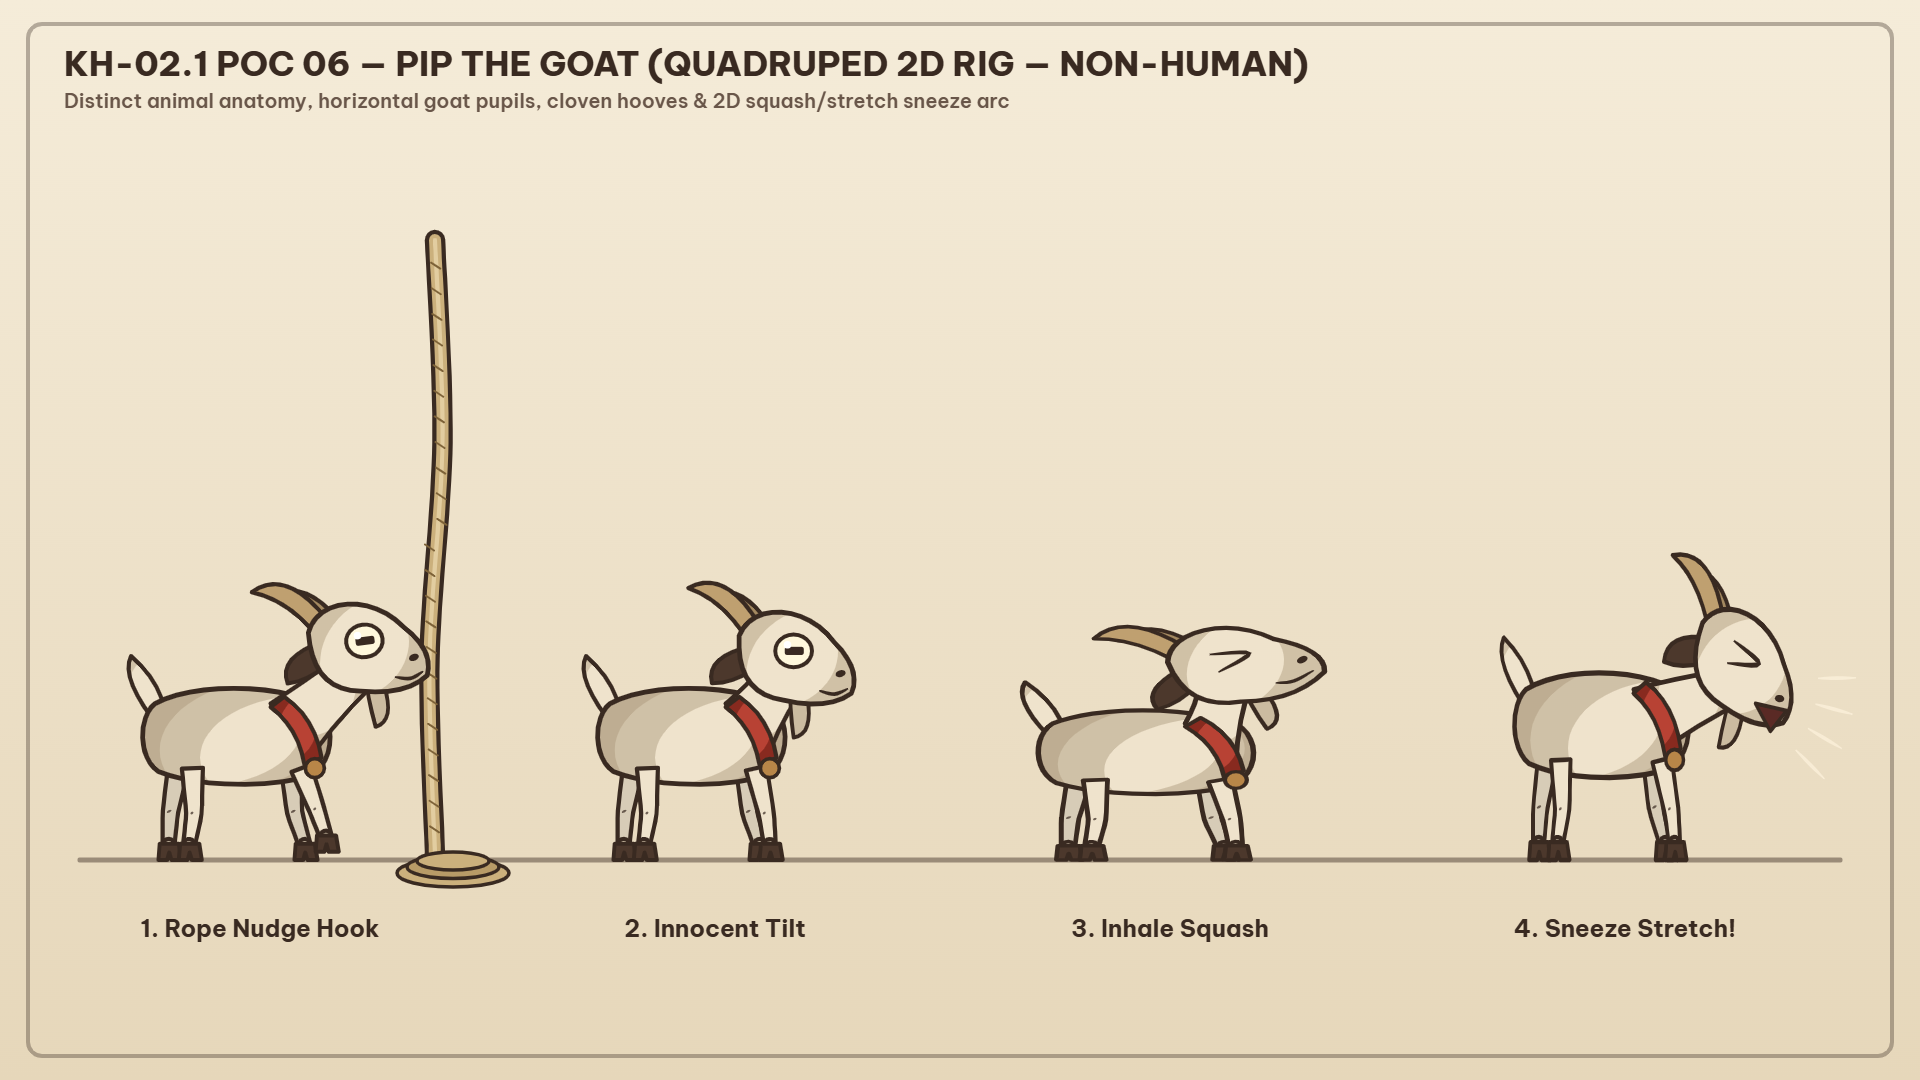 KH-02.1 POC 06 — PIP THE GOAT (QUADRUPED 2D RIG — NON-HUMAN)
Distinct animal anatomy, horizontal goat pupils, cloven hooves & 2D squash/stretch sneeze arc
1. Rope Nudge Hook
2. Innocent Tilt
3. Inhale Squash
4. Sneeze Stretch!